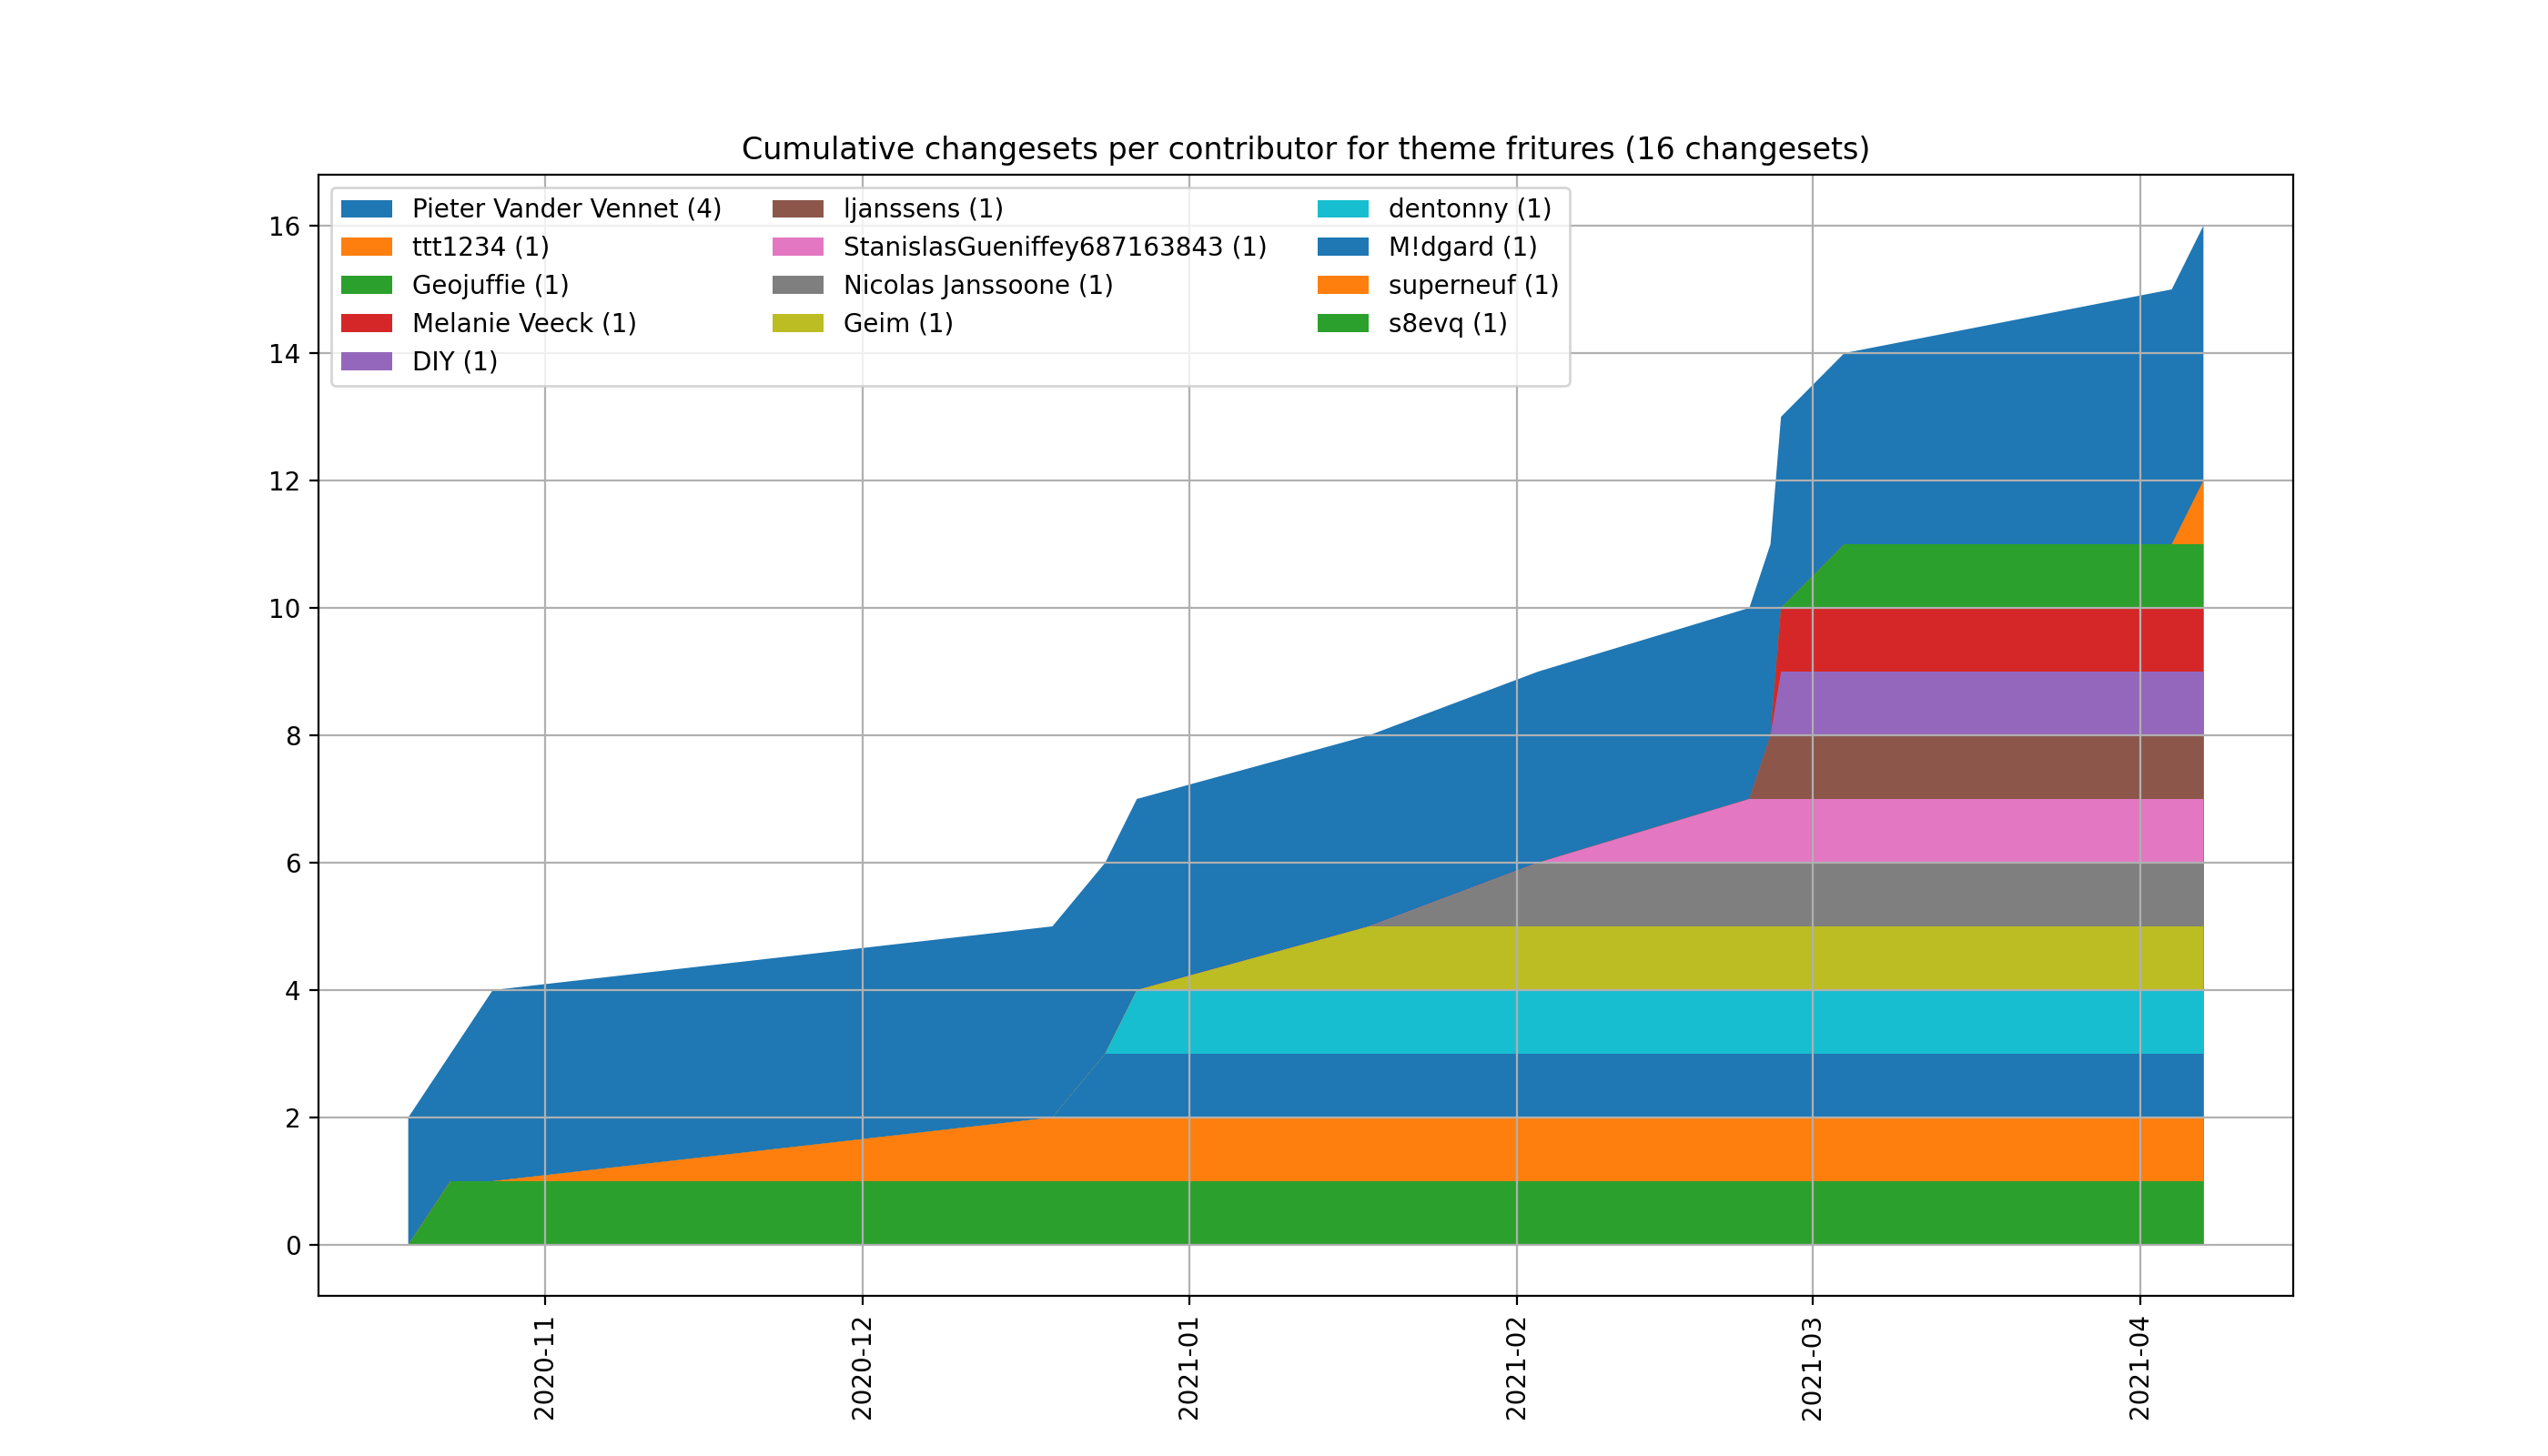 Cumulative changesets per contributor for theme fritures (16 changesets)
Pieter Vander Vennet (4)
ttt1234 (1)
Geojuffie (1)
Melanie Veeck (1)
DIY (1)
ljanssens (1)
StanislasGueniffey687163843 (1)
Nicolas Janssoone (1)
Geim (1)
dentonny (1)
M!dgard (1)
superneuf (1)
s8evq (1)
16
14
12
10
8
6
4
2
0
2020-11
2020-12
2021-01
2021-02
2021-03
2021-04